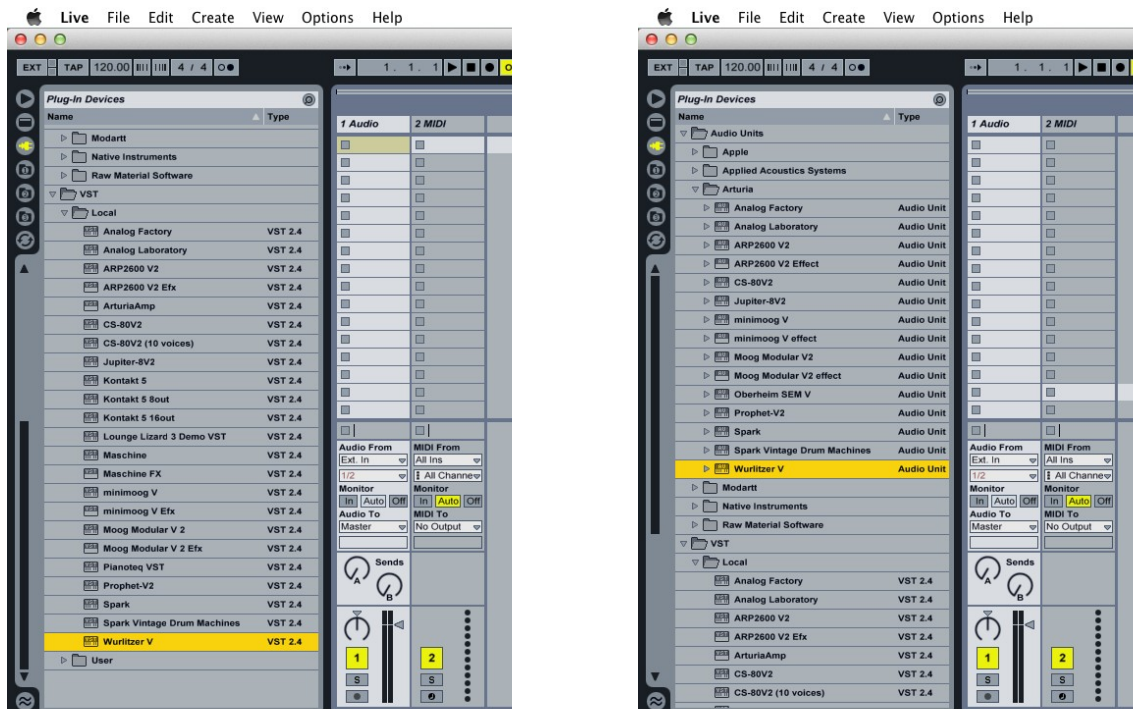 Live File Edit Create View Options Help
EXT TAP 120.00 4 / 4 1. 1. 1
Plug-In Devices
Name Type
Modartt
Native Instruments
Raw Material Software
VST
Local
Analog Factory VST 2.4
Analog Laboratory VST 2.4
ARP2600 V2 VST 2.4
ARP2600 V2 Efx VST 2.4
ArturiaAmp VST 2.4
CS-80V2 VST 2.4
CS-80V2 (10 voices) VST 2.4
Jupiter-8V2 VST 2.4
Kontakt 5 VST 2.4
Kontakt 5 8out VST 2.4
Kontakt 5 16out VST 2.4
Lounge Lizard 3 Demo VST VST 2.4
Maschine VST 2.4
Maschine FX VST 2.4
minimoog V VST 2.4
minimoog V Efx VST 2.4
Moog Modular V 2 VST 2.4
Moog Modular V 2 Efx VST 2.4
Pianoteq VST VST 2.4
Prophet-V2 VST 2.4
Spark VST 2.4
Spark Vintage Drum Machines VST 2.4
Wurlitzer V VST 2.4
User
1 Audio 2 MIDI
Audio From MIDI From
Ext. In All Ins
1/2 All Channe
Monitor Monitor
In Auto Off In Auto Off
Audio To MIDI To
Master No Output
Sends
A
B
1 2
S S
Live File Edit Create View Options Help
EXT TAP 120.00 4 / 4 1. 1. 1
Plug-In Devices
Name Type
Audio Units
Apple
Applied Acoustics Systems
Arturia
Analog Factory Audio Unit
Analog Laboratory Audio Unit
ARP2600 V2 Audio Unit
ARP2600 V2 Effect Audio Unit
CS-80V2 Audio Unit
Jupiter-8V2 Audio Unit
minimoog V Audio Unit
minimoog V effect Audio Unit
Moog Modular V2 Audio Unit
Moog Modular V2 effect Audio Unit
Oberheim SEM V Audio Unit
Prophet-V2 Audio Unit
Spark Audio Unit
Spark Vintage Drum Machines Audio Unit
Wurlitzer V Audio Unit
Modartt
Native Instruments
Raw Material Software
VST
Local
Analog Factory VST 2.4
Analog Laboratory VST 2.4
ARP2600 V2 VST 2.4
ARP2600 V2 Efx VST 2.4
ArturiaAmp VST 2.4
CS-80V2 VST 2.4
CS-80V2 (10 voices) VST 2.4
1 Audio 2 MIDI
Audio From MIDI From
Ext. In All Ins
1/2 All Channe
Monitor Monitor
In Auto Off In Auto Off
Audio To MIDI To
Master No Output
Sends
A
B
1 2
S S